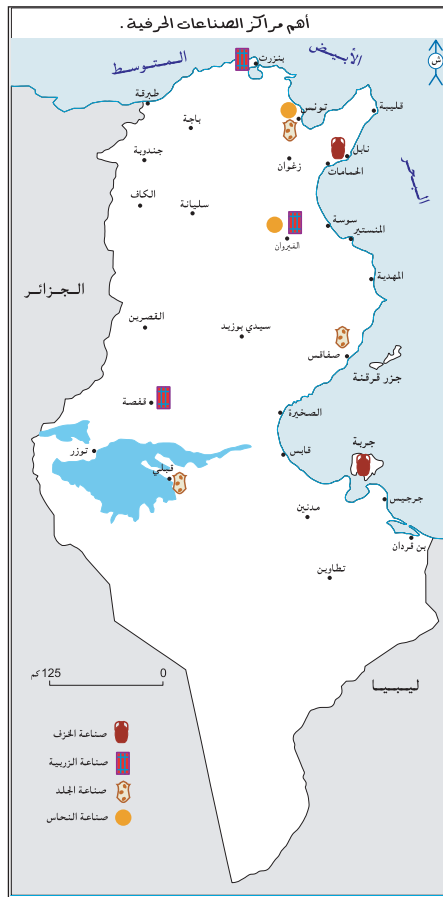 أهم مراكز الصناعات الحرفية.
الأبيض
المتوسط
البحر
ش
بنزرت
طبرقة
تونس
قليبية
باجة
نابل
جندوبة
زغوان
الحمامات
الكاف
سليانة
سوسة
المنستير
القيروان
المهدية
الجزائر
القصرين
سيدي بوزيد
صفاقس
جزر قرقنة
قفصة
الصخيرة
جربة
توزر
قابس
قبلي
جرجيس
مدنين
بن قردان
تطاوين
ليبيا
125 كم
0
صناعة الخزف
صناعة الزربية
صناعة الجلد
صناعة النحاس